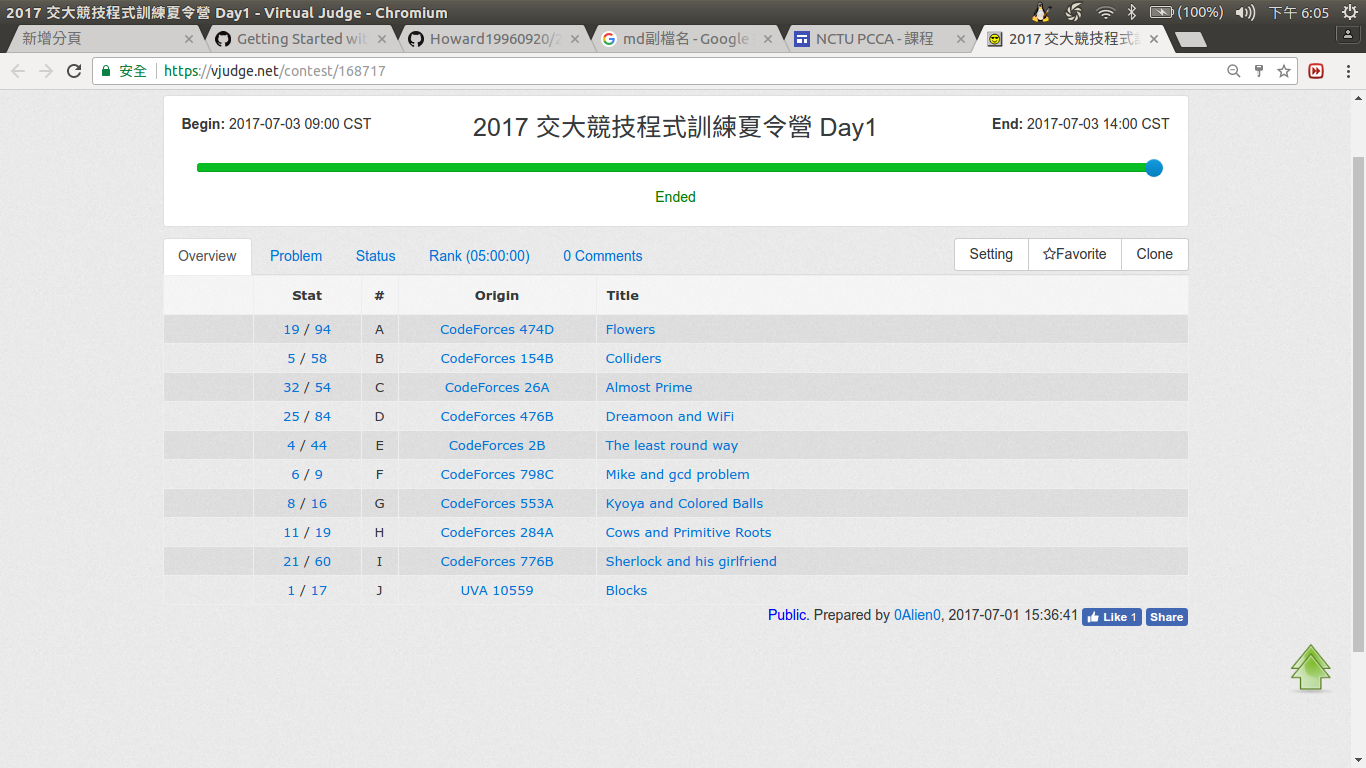 2017 交大競技程式訓練夏令營 Day1 - Virtual Judge - Chromium (100%) 下午 6:05
新增分頁 Getting Started wit Howard19960920/2 md副檔名 - Google NCTU PCCA - 課程 2017 交大競技程式
安全 https://vjudge.net/contest/168717
Begin: 2017-07-03 09:00 CST 2017 交大競技程式訓練夏令營 Day1 End: 2017-07-03 14:00 CST
Ended
Overview Problem Status Rank (05:00:00) 0 Comments Setting ☆Favorite Clone
Stat # Origin Title
19 / 94 A CodeForces 474D Flowers
5 / 58 B CodeForces 154B Colliders
32 / 54 C CodeForces 26A Almost Prime
25 / 84 D CodeForces 476B Dreamoon and WiFi
4 / 44 E CodeForces 2B The least round way
6 / 9 F CodeForces 798C Mike and gcd problem
8 / 16 G CodeForces 553A Kyoya and Colored Balls
11 / 19 H CodeForces 284A Cows and Primitive Roots
21 / 60 I CodeForces 776B Sherlock and his girlfriend
1 / 17 J UVA 10559 Blocks
Public. Prepared by 0Alien0, 2017-07-01 15:36:41 Like 1 Share